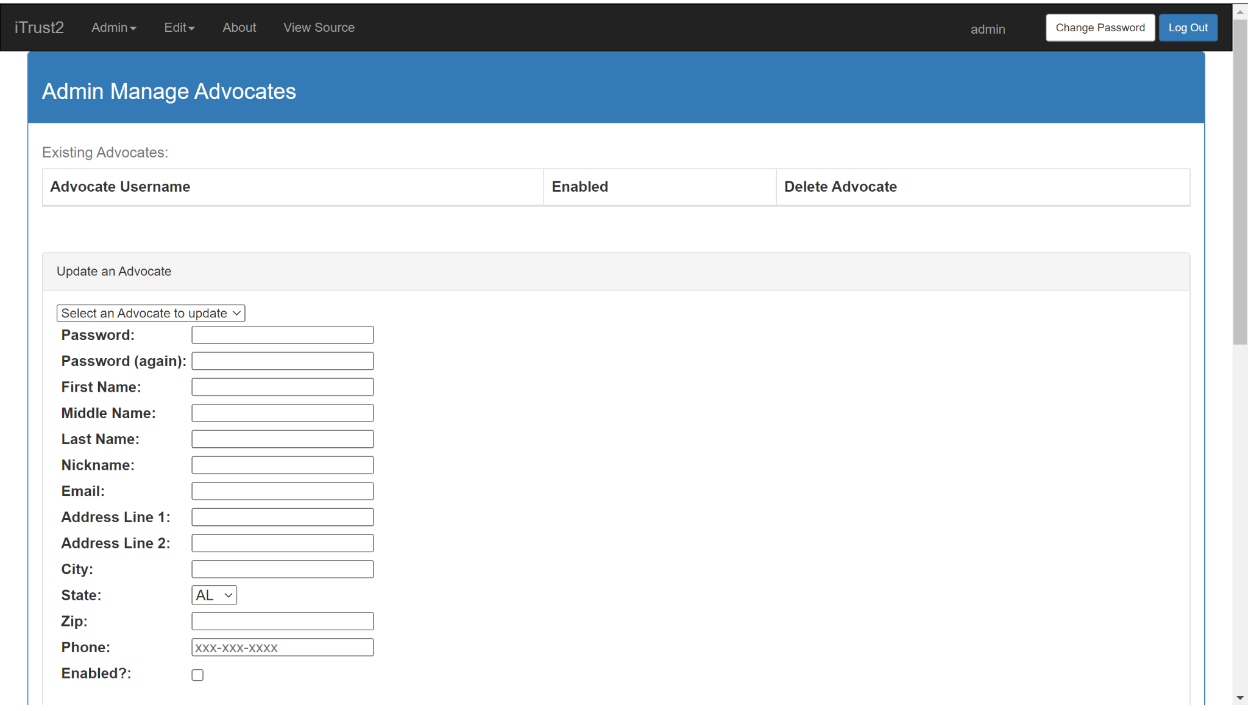 iTrust2 Admin Edit About View Source admin Change Password Log Out
Admin Manage Advocates
Existing Advocates:
Advocate Username Enabled Delete Advocate
Update an Advocate
Select an Advocate to update
Password:
Password (again):
First Name:
Middle Name:
Last Name:
Nickname:
Email:
Address Line 1:
Address Line 2:
City:
State: AL
Zip:
Phone: xxx-xxx-xxxx
Enabled?: